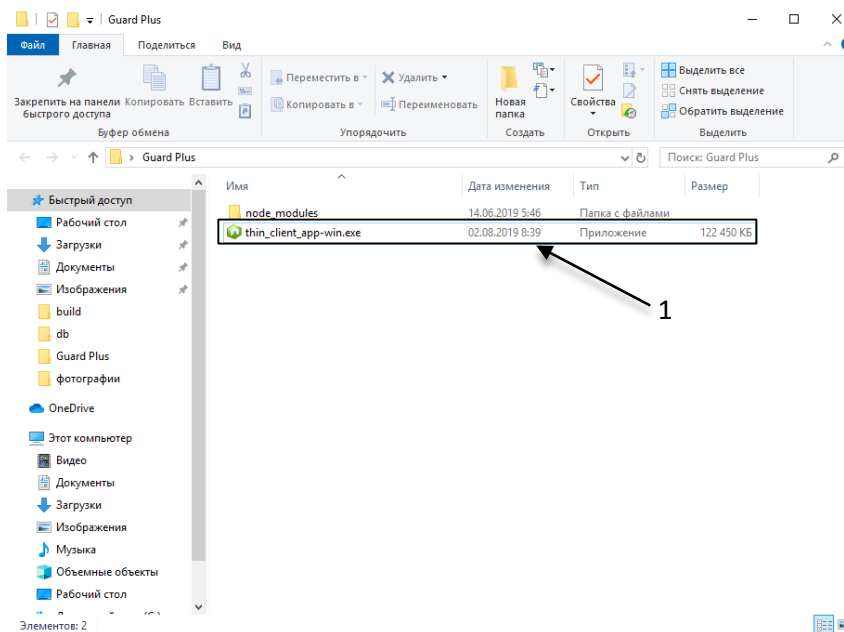 Guard Plus
Файл Главная Поделиться Вид
Закрепить на панели быстрого доступа
Копировать
Вставить
Буфер обмена
Переместить в
Копировать в
Удалить
Переименовать
Упорядочить
Новая папка
Создать
Свойства
Открыть
Выделить все
Снять выделение
Обратить выделение
Выделить
Guard Plus
Поиск: Guard Plus
Имя Дата изменения Тип Размер
node_modules 14.06.2019 5:46 Папка с файлами
thin_client_app-win.exe 02.08.2019 8:39 Приложение 122 450 КБ
1
Быстрый доступ
Рабочий стол
Загрузки
Документы
Изображения
build
db
Guard Plus
фотографии
OneDrive
Этот компьютер
Видео
Документы
Загрузки
Изображения
Музыка
Объемные объекты
Рабочий стол
Элементов: 2